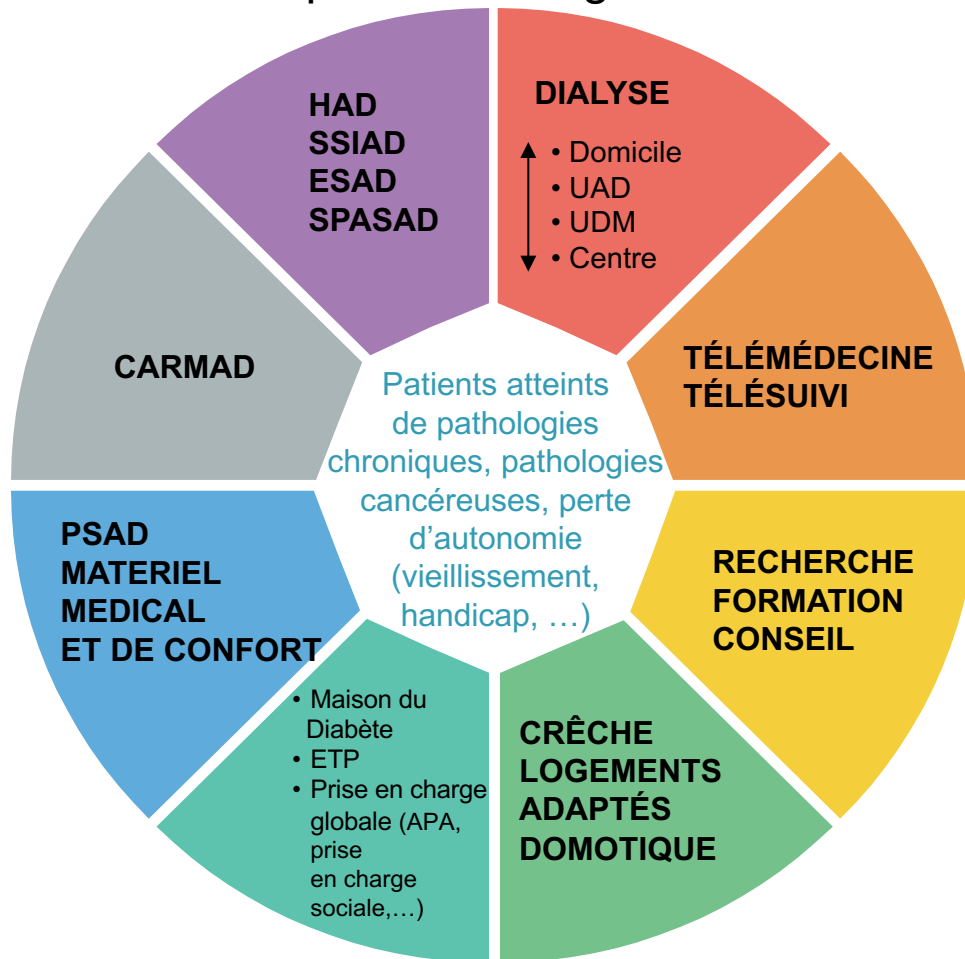 HAD
SSIAD
ESAD
SPASAD
DIALYSE
• Domicile
• UAD
• UDM
• Centre
CARMAD
TÉLÉMÉDECINE
TÉLÉSUIVI
Patients atteints
de pathologies
chroniques, pathologies
cancéreuses, perte
d’autonomie
(vieillissement,
handicap, …)
PSAD
MATERIEL
MEDICAL
ET DE CONFORT
RECHERCHE
FORMATION
CONSEIL
• Maison du
Diabète
• ETP
• Prise en charge
globale (APA,
prise
en charge
sociale,…)
CRÊCHE
LOGEMENTS
ADAPTÉS
DOMOTIQUE